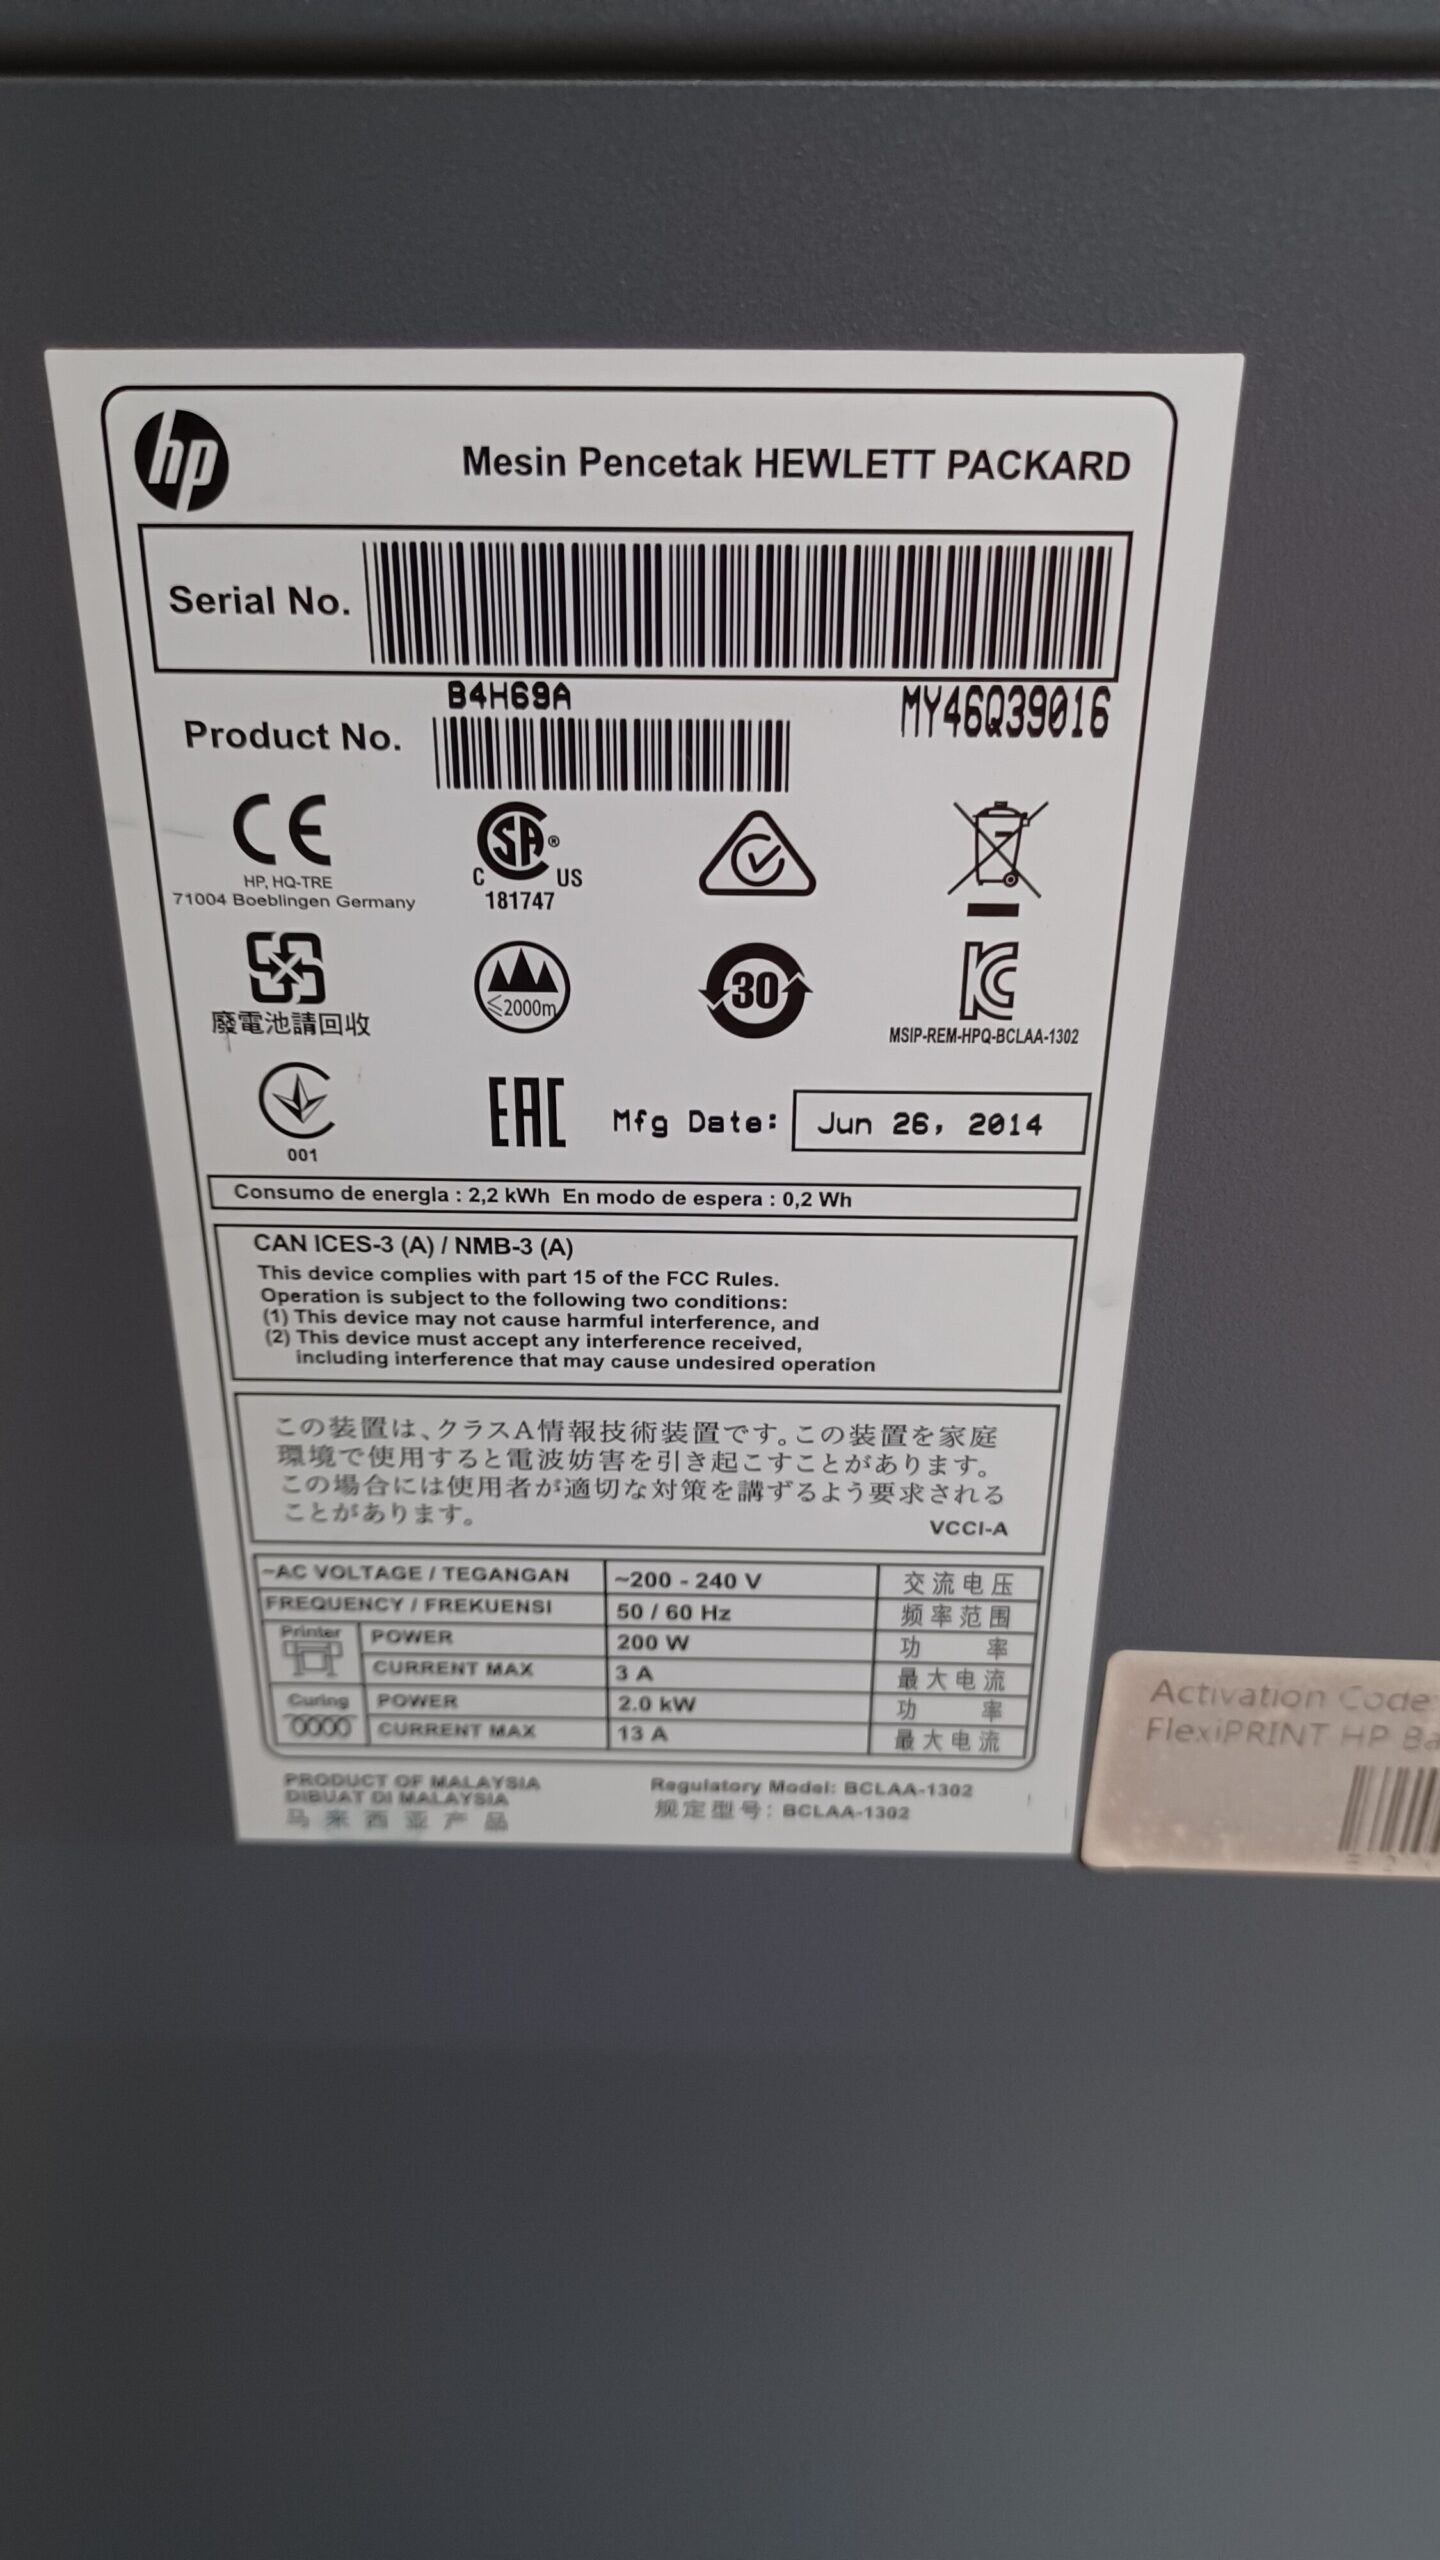 hp
Mesin Pencetak HEWLETT PACKARD
Serial No.
MY46Q39016
B4H69A
Product No.
CE
HP, HQ-TRE
71004 Boeblingen Germany
SA ®
C US
181747
廢電池請回收
≤2000m
30
MSIP-REM-HPQ-BCLAA-1302
001
EAC
Mfg Date: Jun 26, 2014
Consumo de energia : 2,2 kWh En modo de espera : 0,2 Wh
CAN ICES-3 (A) / NMB-3 (A)
This device complies with part 15 of the FCC Rules.
Operation is subject to the following two conditions:
(1) This device may not cause harmful interference, and
(2) This device must accept any interference received,
including interference that may cause undesired operation
この装置は、クラスA情報技術装置です。この装置を家庭
環境で使用すると電波妨害を引き起こすことがあります。
この場合には使用者が適切な対策を講ずるよう要求される
ことがあります。
VCCI-A
~AC VOLTAGE / TEGANGAN ~200 - 240 V 交流电压
FREQUENCY / FREKUENSI 50 / 60 Hz 频率范围
Printer POWER 200 W 功率
CURRENT MAX 3 A 最大电流
Curing POWER 2.0 kW 功率
CURRENT MAX 13 A 最大电流
PRODUCT OF MALAYSIA
DIBUAT DI MALAYSIA
马来西亚产品
Regulatory Model: BCLAA-1302
规定型号: BCLAA-1302
Activation Code
FlexiPRINT HP